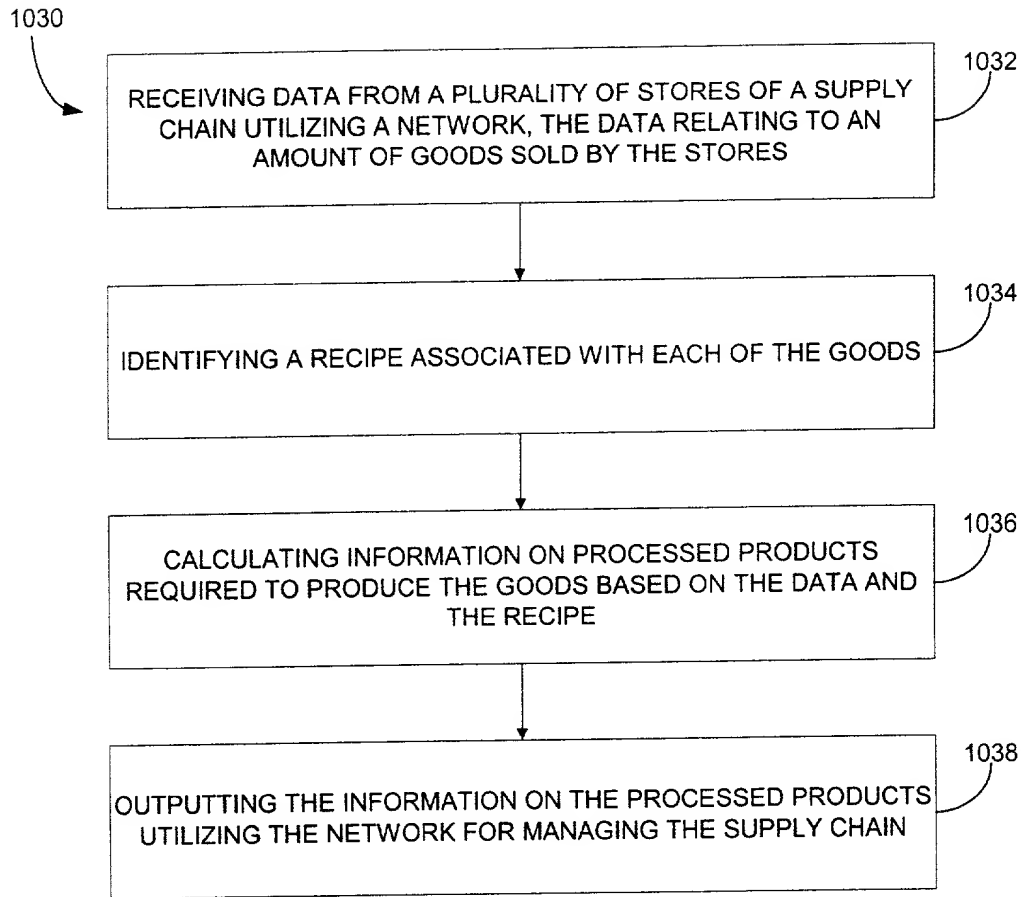 1030
1032
RECEIVING DATA FROM A PLURALITY OF STORES OF A SUPPLY
CHAIN UTILIZING A NETWORK, THE DATA RELATING TO AN
AMOUNT OF GOODS SOLD BY THE STORES
1034
IDENTIFYING A RECIPE ASSOCIATED WITH EACH OF THE GOODS
1036
CALCULATING INFORMATION ON PROCESSED PRODUCTS
REQUIRED TO PRODUCE THE GOODS BASED ON THE DATA AND
THE RECIPE
1038
OUTPUTTING THE INFORMATION ON THE PROCESSED PRODUCTS
UTILIZING THE NETWORK FOR MANAGING THE SUPPLY CHAIN